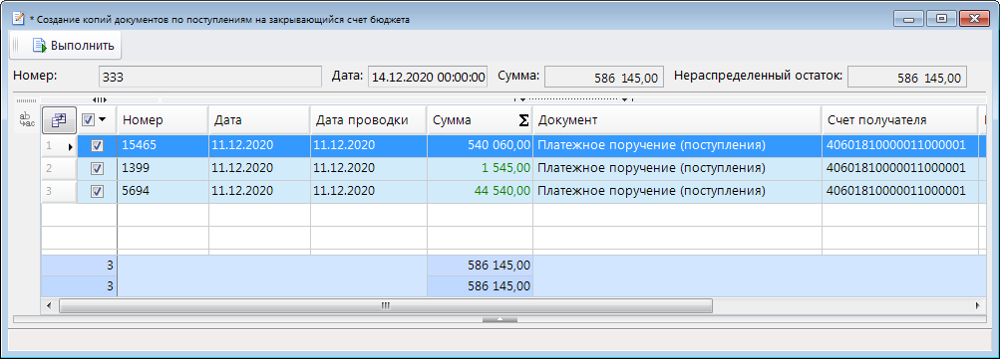 * Создание копий документов по поступлениям на закрывающийся счет бюджета
Выполнить
Номер: 333 Дата: 14.12.2020 00:00:00 Сумма: 586 145,00 Нераспределенный остаток: 586 145,00
Номер Дата Дата проводки Сумма Σ Документ Счет получателя
1 15465 11.12.2020 11.12.2020 540 060,00 Платежное поручение (поступления) 40601810000011000001
2 1399 11.12.2020 11.12.2020 1 545,00 Платежное поручение (поступления) 40601810000011000001
3 5694 11.12.2020 11.12.2020 44 540,00 Платежное поручение (поступления) 40601810000011000001
3 586 145,00
3 586 145,00